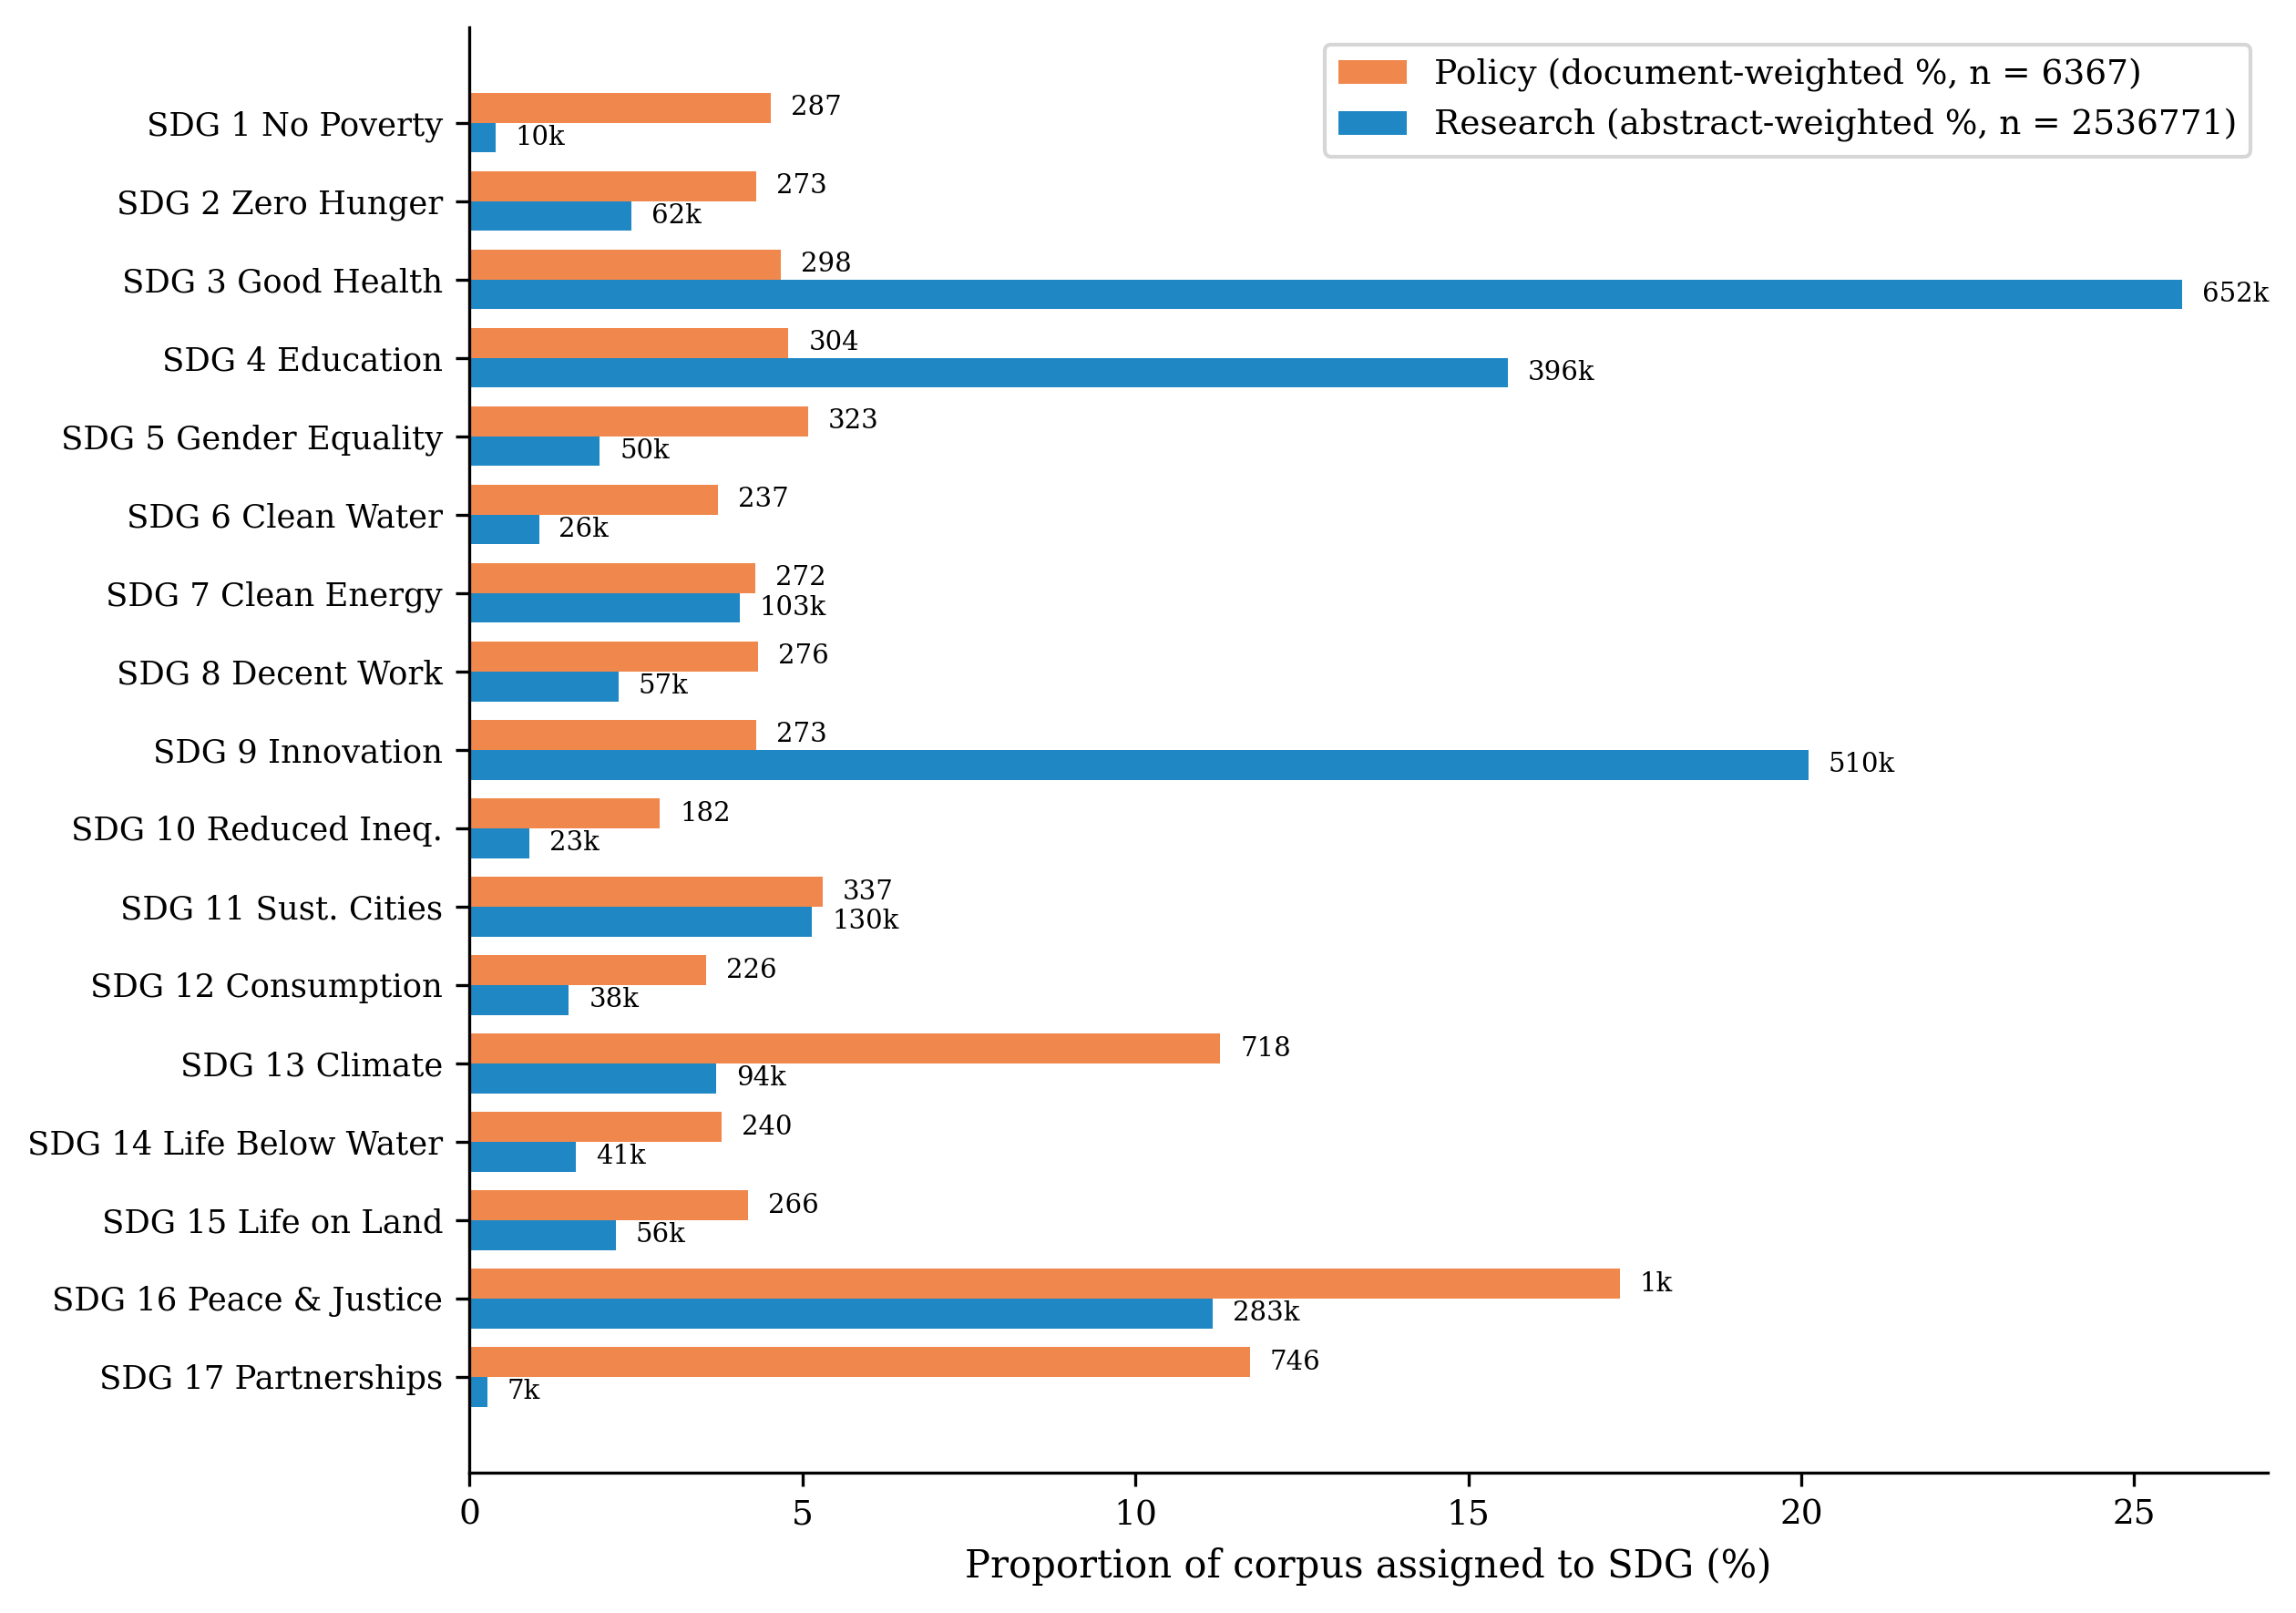 Policy (document-weighted %, n = 6367)
Research (abstract-weighted %, n = 2536771)
SDG 1 No Poverty
287
10k
SDG 2 Zero Hunger
273
62k
SDG 3 Good Health
298
652k
SDG 4 Education
304
396k
SDG 5 Gender Equality
323
50k
SDG 6 Clean Water
237
26k
SDG 7 Clean Energy
272
103k
SDG 8 Decent Work
276
57k
SDG 9 Innovation
273
510k
SDG 10 Reduced Ineq.
182
23k
SDG 11 Sust. Cities
337
130k
SDG 12 Consumption
226
38k
SDG 13 Climate
718
94k
SDG 14 Life Below Water
240
41k
SDG 15 Life on Land
266
56k
SDG 16 Peace & Justice
1k
283k
SDG 17 Partnerships
746
7k
0 5 10 15 20 25
Proportion of corpus assigned to SDG (%)